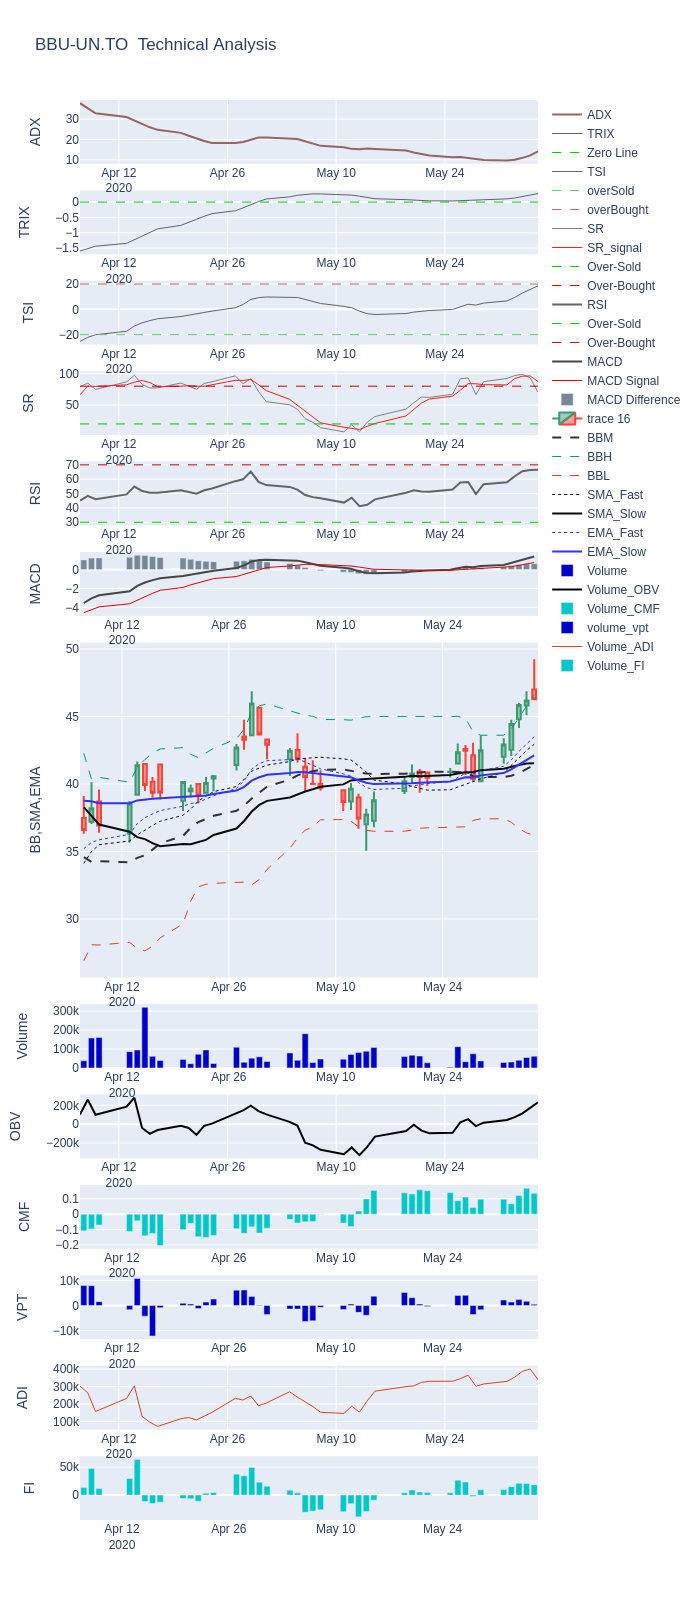 BBU-UN.TO  Technical Analysis
ADX
30
20
10
Apr 12
2020
Apr 26
May 10
May 24
TRIX
0
−0.5
−1
−1.5
Apr 12
2020
Apr 26
May 10
May 24
TSI
20
0
−20
Apr 12
2020
Apr 26
May 10
May 24
SR
100
50
Apr 12
2020
Apr 26
May 10
May 24
RSI
70
60
50
40
30
Apr 12
2020
Apr 26
May 10
May 24
MACD
0
−2
−4
Apr 12
2020
Apr 26
May 10
May 24
BB,SMA,EMA
50
45
40
35
30
Apr 12
2020
Apr 26
May 10
May 24
Volume
300k
200k
100k
0
Apr 12
2020
Apr 26
May 10
May 24
OBV
200k
0
−200k
Apr 12
2020
Apr 26
May 10
May 24
CMF
0.1
0
−0.1
−0.2
Apr 12
2020
Apr 26
May 10
May 24
VPT
10k
0
−10k
Apr 12
2020
Apr 26
May 10
May 24
ADI
400k
300k
200k
100k
Apr 12
2020
Apr 26
May 10
May 24
FI
50k
0
Apr 12
2020
Apr 26
May 10
May 24
ADX
TRIX
Zero Line
TSI
overSold
overBought
SR
SR_signal
Over-Sold
Over-Bought
RSI
Over-Sold
Over-Bought
MACD
MACD Signal
MACD Difference
trace 16
BBM
BBH
BBL
SMA_Fast
SMA_Slow
EMA_Fast
EMA_Slow
Volume
Volume_OBV
Volume_CMF
volume_vpt
Volume_ADI
Volume_FI